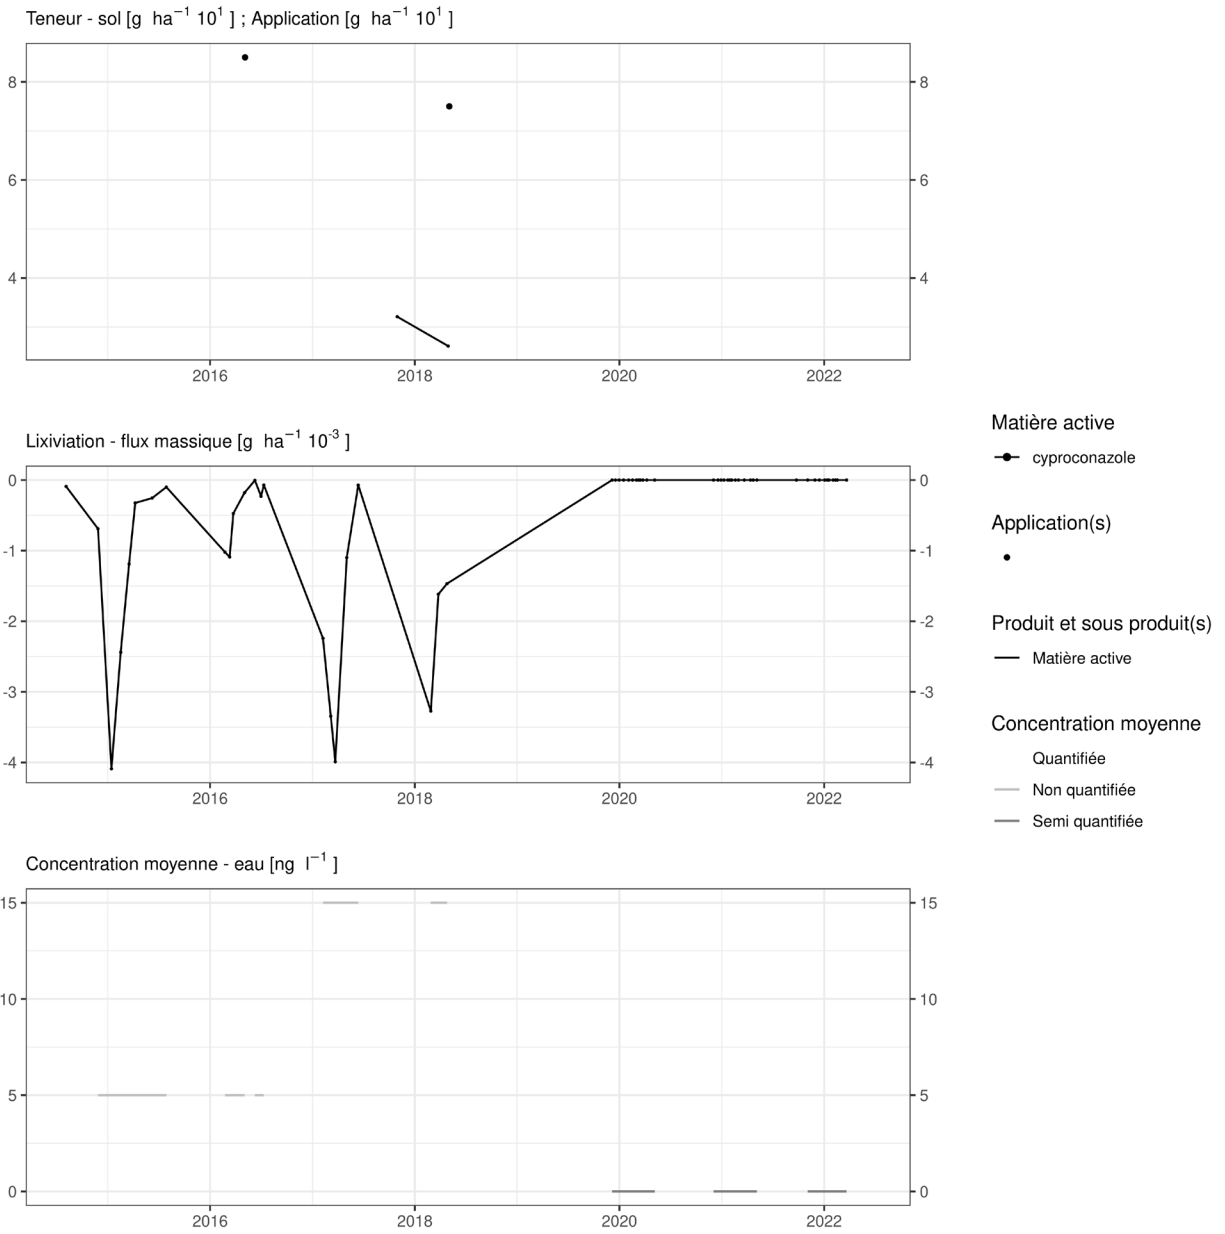 Teneur - sol [g ha−1 101 ] ; Application [g ha−1 101 ]
8 8
6 6
4 4
2016 2018 2020 2022
Lixiviation - flux massique [g ha−1 10-3 ]
0 0
-1 -1
-2 -2
-3 -3
-4 -4
2016 2018 2020 2022
Concentration moyenne - eau [ng l−1 ]
15 15
10 10
5 5
0 0
2016 2018 2020 2022
Matière active
cyproconazole
Application(s)
Produit et sous produit(s)
Matière active
Concentration moyenne
Quantifiée
Non quantifiée
Semi quantifiée